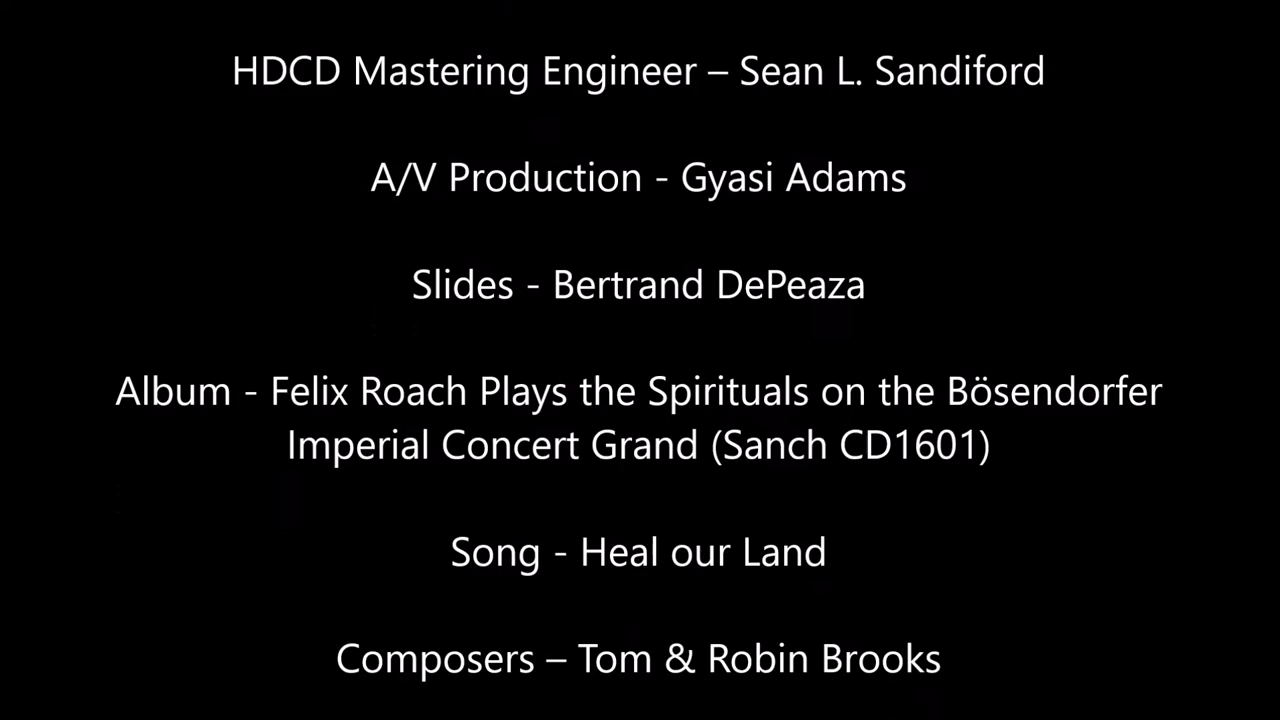 HDCD Mastering Engineer – Sean L. Sandiford
A/V Production - Gyasi Adams
Slides - Bertrand DePeaza
Album - Felix Roach Plays the Spirituals on the Bösendorfer
Imperial Concert Grand (Sanch CD1601)
Song - Heal our Land
Composers – Tom & Robin Brooks